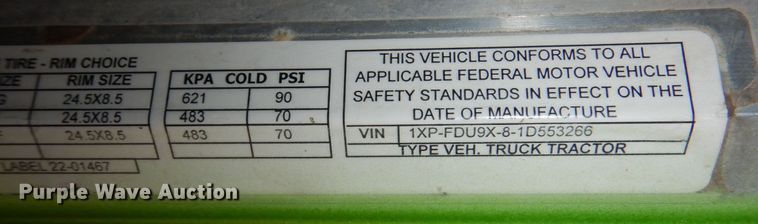 TIRE - RIM CHOICE
RIM SIZE
24.5X8.5
24.5X8.5
24.5X8.5
KPA COLD PSI
621 90
483 70
483 70
LABEL 22-01467
THIS VEHICLE CONFORMS TO ALL
APPLICABLE FEDERAL MOTOR VEHICLE
SAFETY STANDARDS IN EFFECT ON THE
DATE OF MANUFACTURE
VIN 1XP-FDU9X-8-1D553266
TYPE VEH. TRUCK TRACTOR
Purple Wave Auction